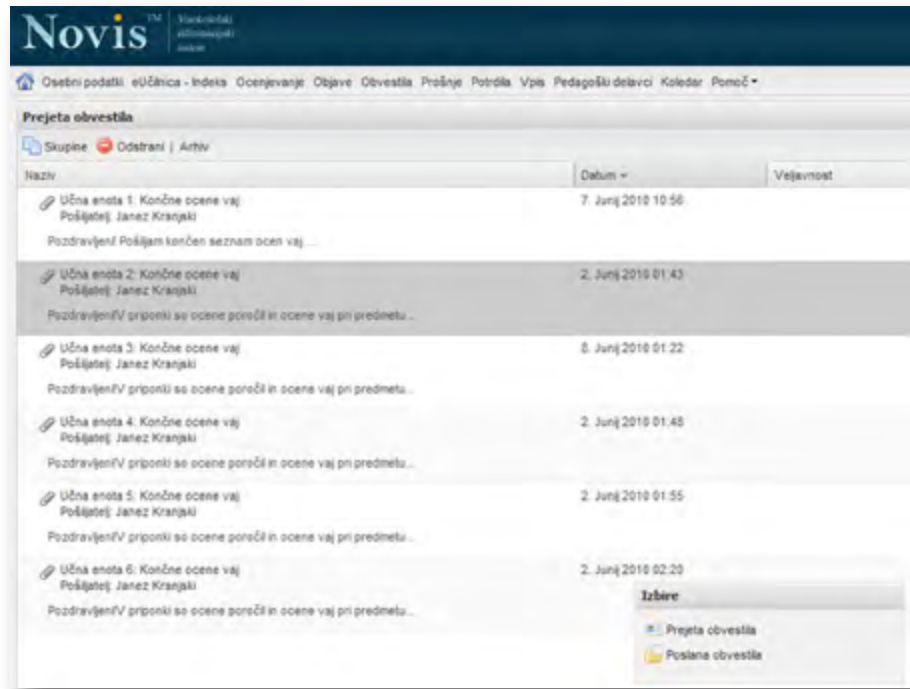 Novis™
Visokošolski
informacijski
sistem
Osebni podatki eUčilnica - Indeks Ocenjevanje Objave Obvestila Prošnje Potrdila Vpis Pedagoški delavci Koledar Pomoč
Prejeta obvestila
Skupine Odstrani | Arhiv
Naziv Datum Veljavnost
Učna enota 1: Končne ocene vaj 7. Junij 2010 10:56
Pošiljatelj: Janez Kranjski
Pozdravljeni! Pošiljam končen seznam ocen vaj....
Učna enota 2: Končne ocene vaj 2. Junij 2010 01:43
Pošiljatelj: Janez Kranjski
Pozdravljeni!V priponki so ocene poročil in ocene vaj pri predmetu...
Učna enota 3: Končne ocene vaj 8. Junij 2010 01:22
Pošiljatelj: Janez Kranjski
Pozdravljeni!V priponki so ocene poročil in ocene vaj pri predmetu...
Učna enota 4: Končne ocene vaj 2. Junij 2010 01:48
Pošiljatelj: Janez Kranjski
Pozdravljeni!V priponki so ocene poročil in ocene vaj pri predmetu...
Učna enota 5: Končne ocene vaj 2. Junij 2010 01:55
Pošiljatelj: Janez Kranjski
Pozdravljeni!V priponki so ocene poročil in ocene vaj pri predmetu...
Učna enota 6: Končne ocene vaj 2. Junij 2010 02:20
Pošiljatelj: Janez Kranjski
Pozdravljeni!V priponki so ocene poročil in ocene vaj pri predmetu...
Izbire
Prejeta obvestila
Poslana obvestila